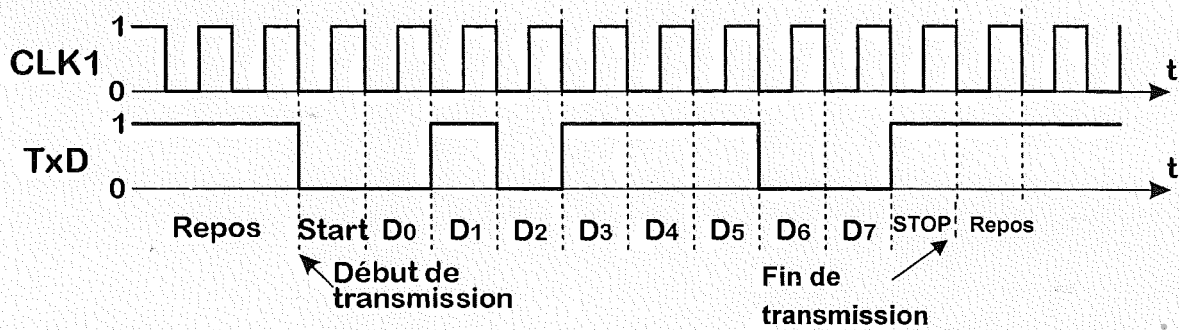 1
CLK1
0
t
1
TxD
0
t
Repos Start D0 D1 D2 D3 D4 D5 D6 D7 STOP Repos
Début de
transmission
Fin de
transmission